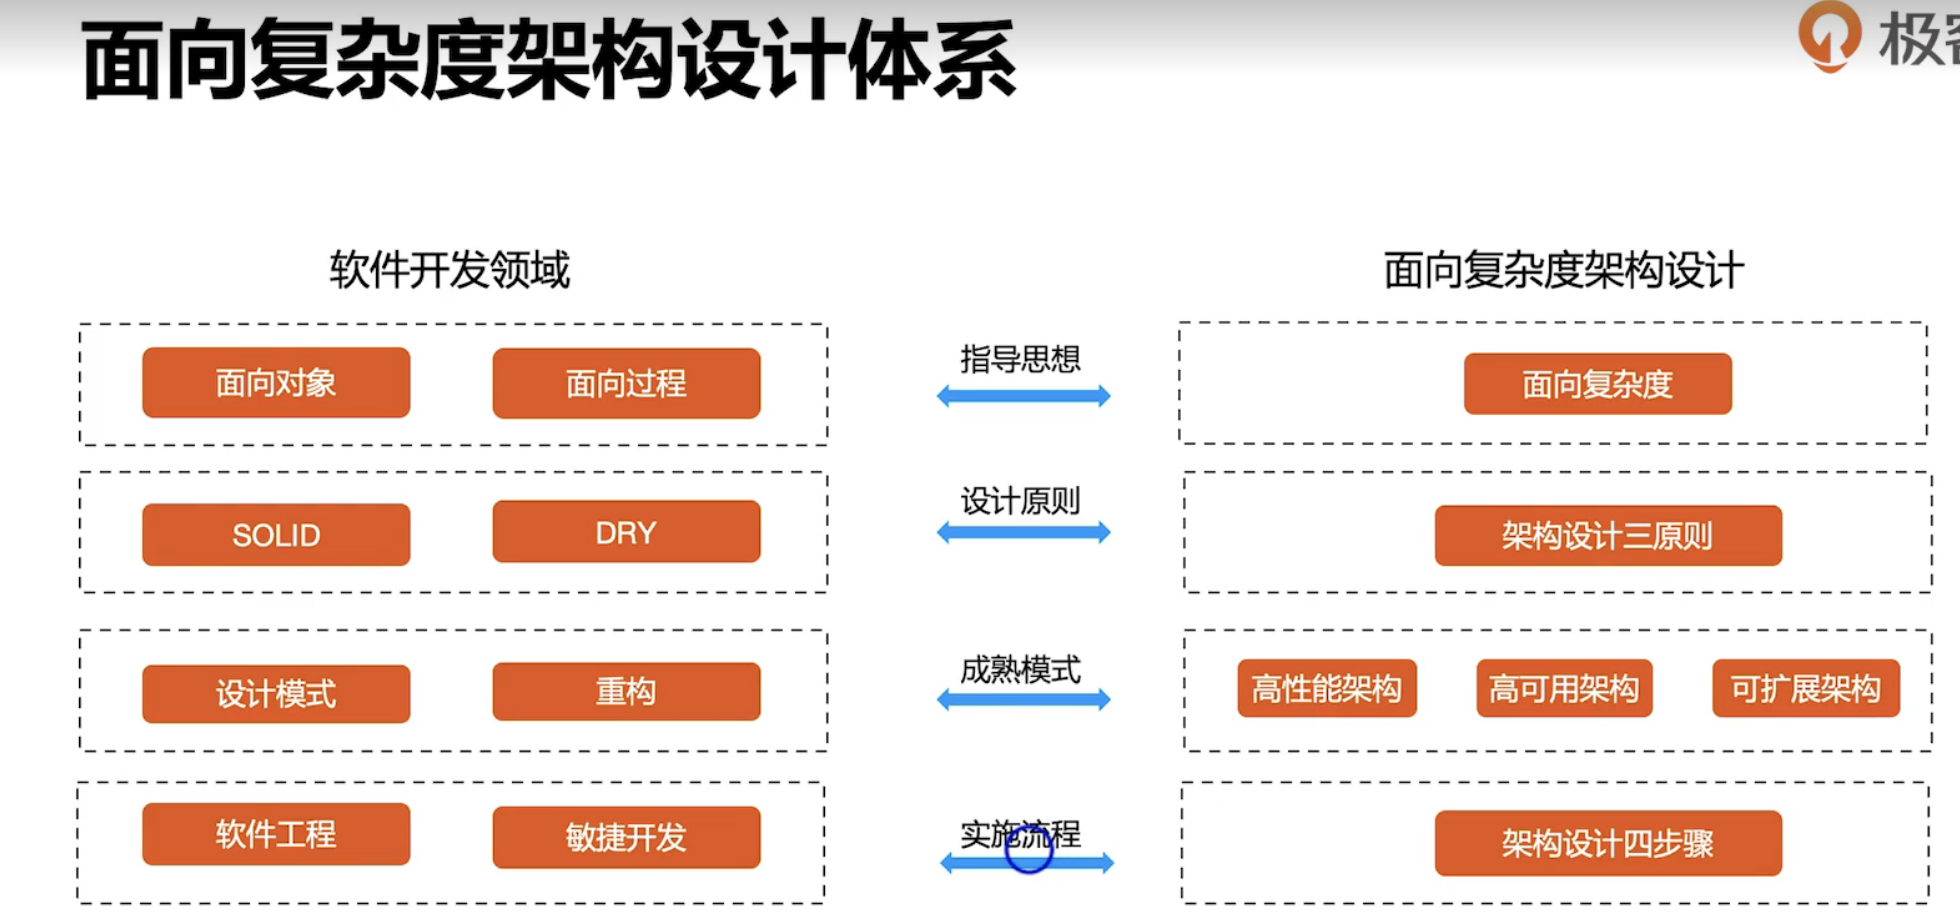 面向复杂度架构设计体系
极客
软件开发领域
面向复杂度架构设计
面向对象
面向过程
指导思想
面向复杂度
SOLID
DRY
设计原则
架构设计三原则
设计模式
重构
成熟模式
高性能架构
高可用架构
可扩展架构
软件工程
敏捷开发
实施流程
架构设计四步骤